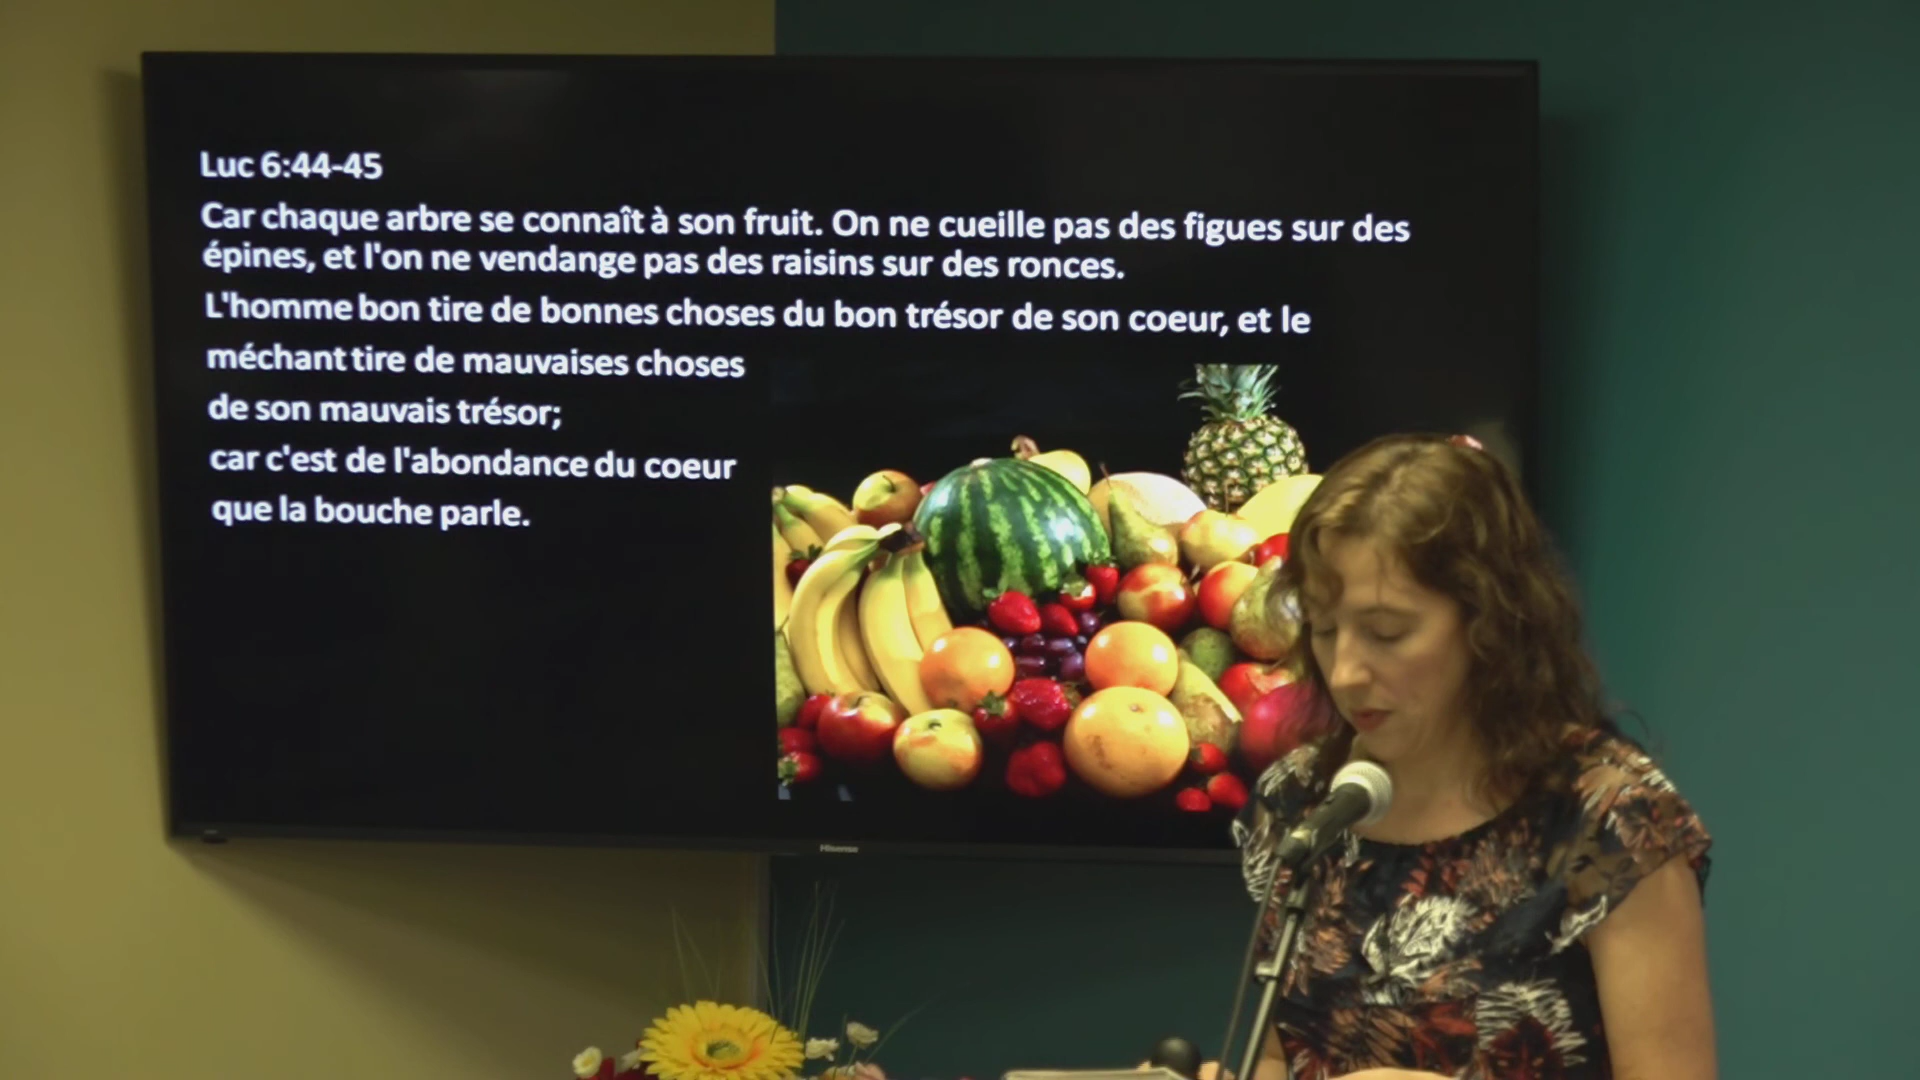 Luc 6:44-45
Car chaque arbre se connaît à son fruit. On ne cueille pas des figues sur des
épines, et l'on ne vendange pas des raisins sur des ronces.
L'homme bon tire de bonnes choses du bon trésor de son coeur, et le
méchant tire de mauvaises choses
de son mauvais trésor;
car c'est de l'abondance du coeur
que la bouche parle.
Hisense